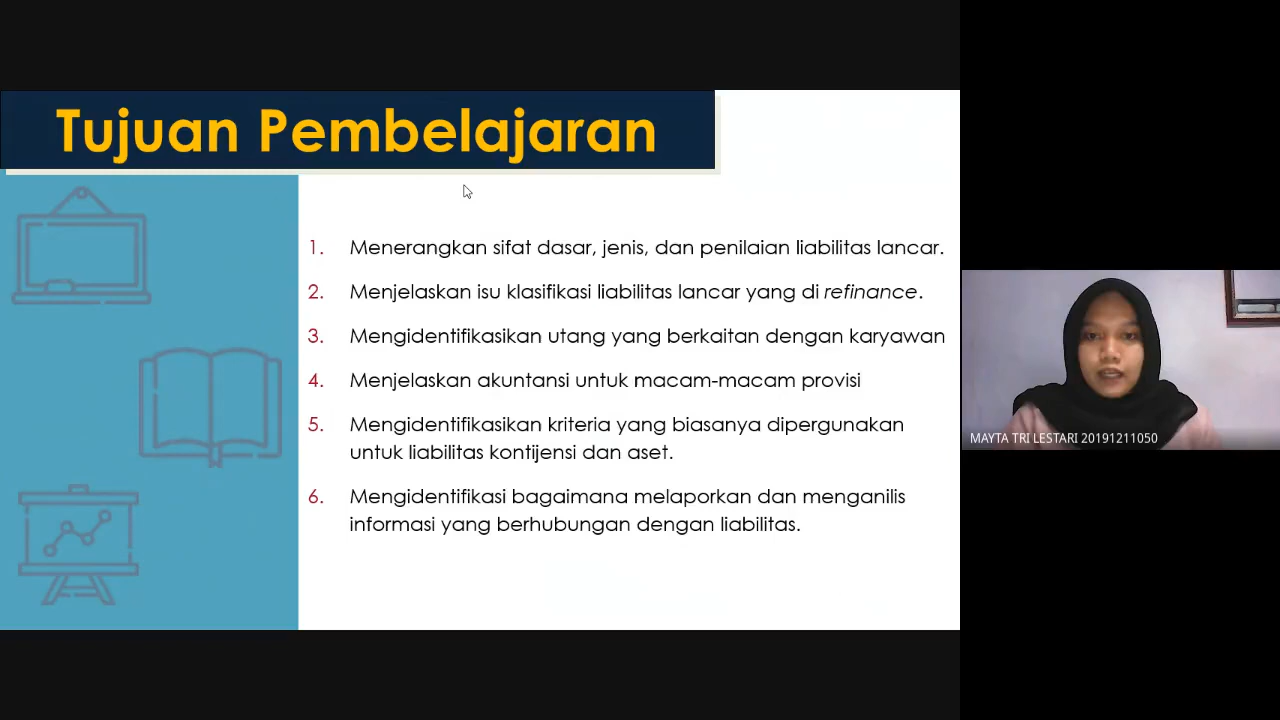 Tujuan Pembelajaran
1. Menerangkan sifat dasar, jenis, dan penilaian liabilitas lancar.
2. Menjelaskan isu klasifikasi liabilitas lancar yang di refinance.
3. Mengidentifikasikan utang yang berkaitan dengan karyawan
4. Menjelaskan akuntansi untuk macam-macam provisi
5. Mengidentifikasikan kriteria yang biasanya dipergunakan
untuk liabilitas kontijensi dan aset.
6. Mengidentifikasi bagaimana melaporkan dan menganilis
informasi yang berhubungan dengan liabilitas.
MAYTA TRI LESTARI 20191211050